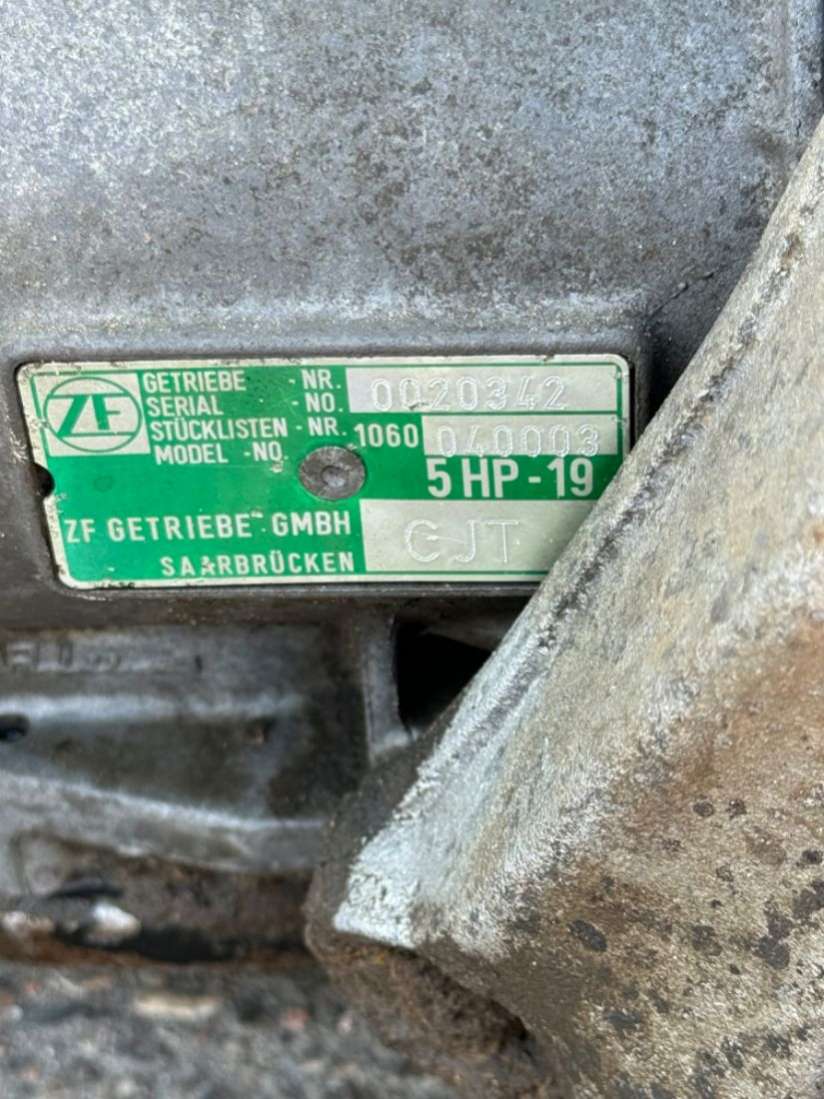 ZF
GETRIEBE - NR. 0020342
SERIAL - NO.
STÜCKLISTEN - NR. 1060 040003
MODEL - NO.
5 HP - 19
ZF GETRIEBE GMBH CJT
SAARBRÜCKEN